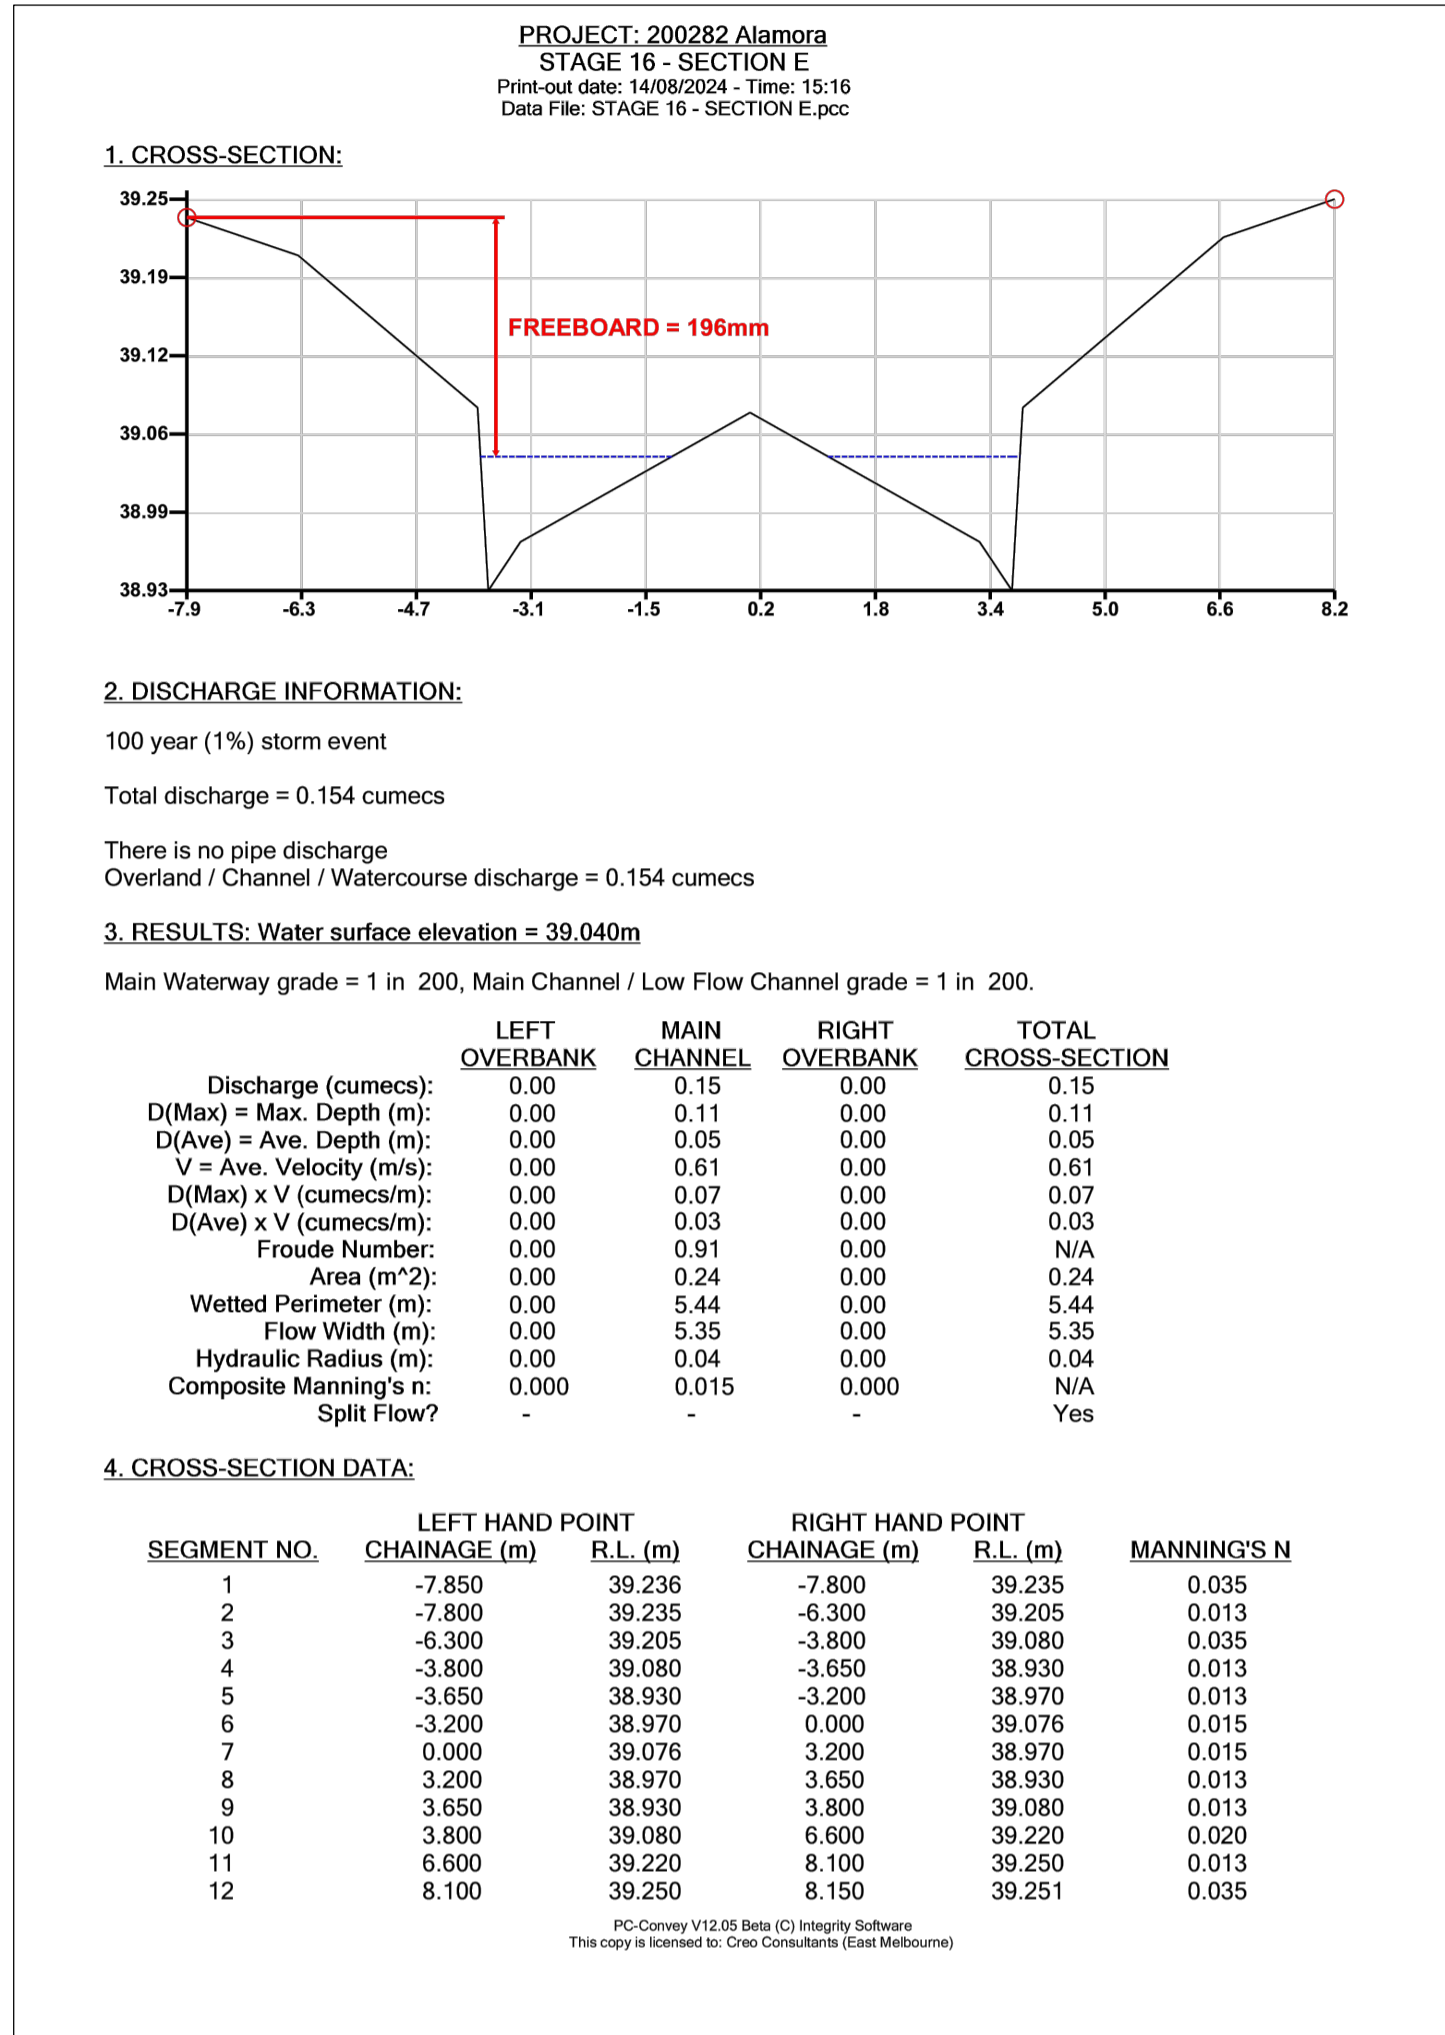 PROJECT: 200282 Alamora
STAGE 16 - SECTION E
Print-out date: 14/08/2024 - Time: 15:16
Data File: STAGE 16 - SECTION E.pcc
1. CROSS-SECTION:
39.25
39.19
FREEBOARD = 196mm
39.12
39.06
38.99
38.93
-7.9 -6.3 -4.7 -3.1 -1.5 0.2 1.8 3.4 5.0 6.6 8.2
2. DISCHARGE INFORMATION:
100 year (1%) storm event
Total discharge = 0.154 cumecs
There is no pipe discharge
Overland / Channel / Watercourse discharge = 0.154 cumecs
3. RESULTS: Water surface elevation = 39.040m
Main Waterway grade = 1 in 200, Main Channel / Low Flow Channel grade = 1 in 200.
LEFT MAIN RIGHT TOTAL
OVERBANK CHANNEL OVERBANK CROSS-SECTION
Discharge (cumecs): 0.00 0.15 0.00 0.15
D(Max) = Max. Depth (m): 0.00 0.11 0.00 0.11
D(Ave) = Ave. Depth (m): 0.00 0.05 0.00 0.05
V = Ave. Velocity (m/s): 0.00 0.61 0.00 0.61
D(Max) x V (cumecs/m): 0.00 0.07 0.00 0.07
D(Ave) x V (cumecs/m): 0.00 0.03 0.00 0.03
Froude Number: 0.00 0.91 0.00 N/A
Area (m^2): 0.00 0.24 0.00 0.24
Wetted Perimeter (m): 0.00 5.44 0.00 5.44
Flow Width (m): 0.00 5.35 0.00 5.35
Hydraulic Radius (m): 0.00 0.04 0.00 0.04
Composite Manning's n: 0.000 0.015 0.000 N/A
Split Flow? - - - Yes
4. CROSS-SECTION DATA:
LEFT HAND POINT RIGHT HAND POINT
SEGMENT NO. CHAINAGE (m) R.L. (m) CHAINAGE (m) R.L. (m) MANNING'S N
1 -7.850 39.236 -7.800 39.235 0.035
2 -7.800 39.235 -6.300 39.205 0.013
3 -6.300 39.205 -3.800 39.080 0.035
4 -3.800 39.080 -3.650 38.930 0.013
5 -3.650 38.930 -3.200 38.970 0.013
6 -3.200 38.970 0.000 39.076 0.015
7 0.000 39.076 3.200 38.970 0.015
8 3.200 38.970 3.650 38.930 0.013
9 3.650 38.930 3.800 39.080 0.013
10 3.800 39.080 6.600 39.220 0.020
11 6.600 39.220 8.100 39.250 0.013
12 8.100 39.250 8.150 39.251 0.035
PC-Convey V12.05 Beta (C) Integrity Software
This copy is licensed to: Creo Consultants (East Melbourne)